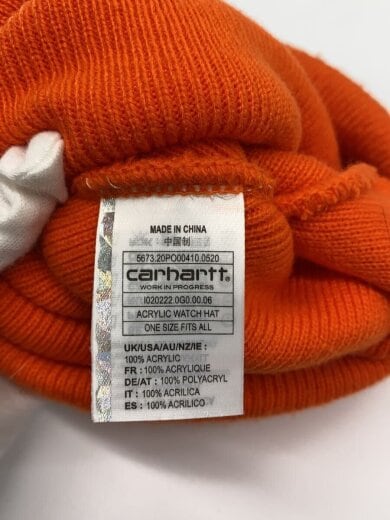 MADE IN CHINA
中国制
5673.20PO00410.0520
carhartt
WORK IN PROGRESS
I020222.0G0.00.06
ACRYLIC WATCH HAT
ONE SIZE FITS ALL
UK/USA/AU/NZ/IE :
100% ACRYLIC
FR : 100% ACRYLIQUE
DE/AT : 100% POLYACRYL
IT : 100% ACRILICA
ES : 100% ACRILICO